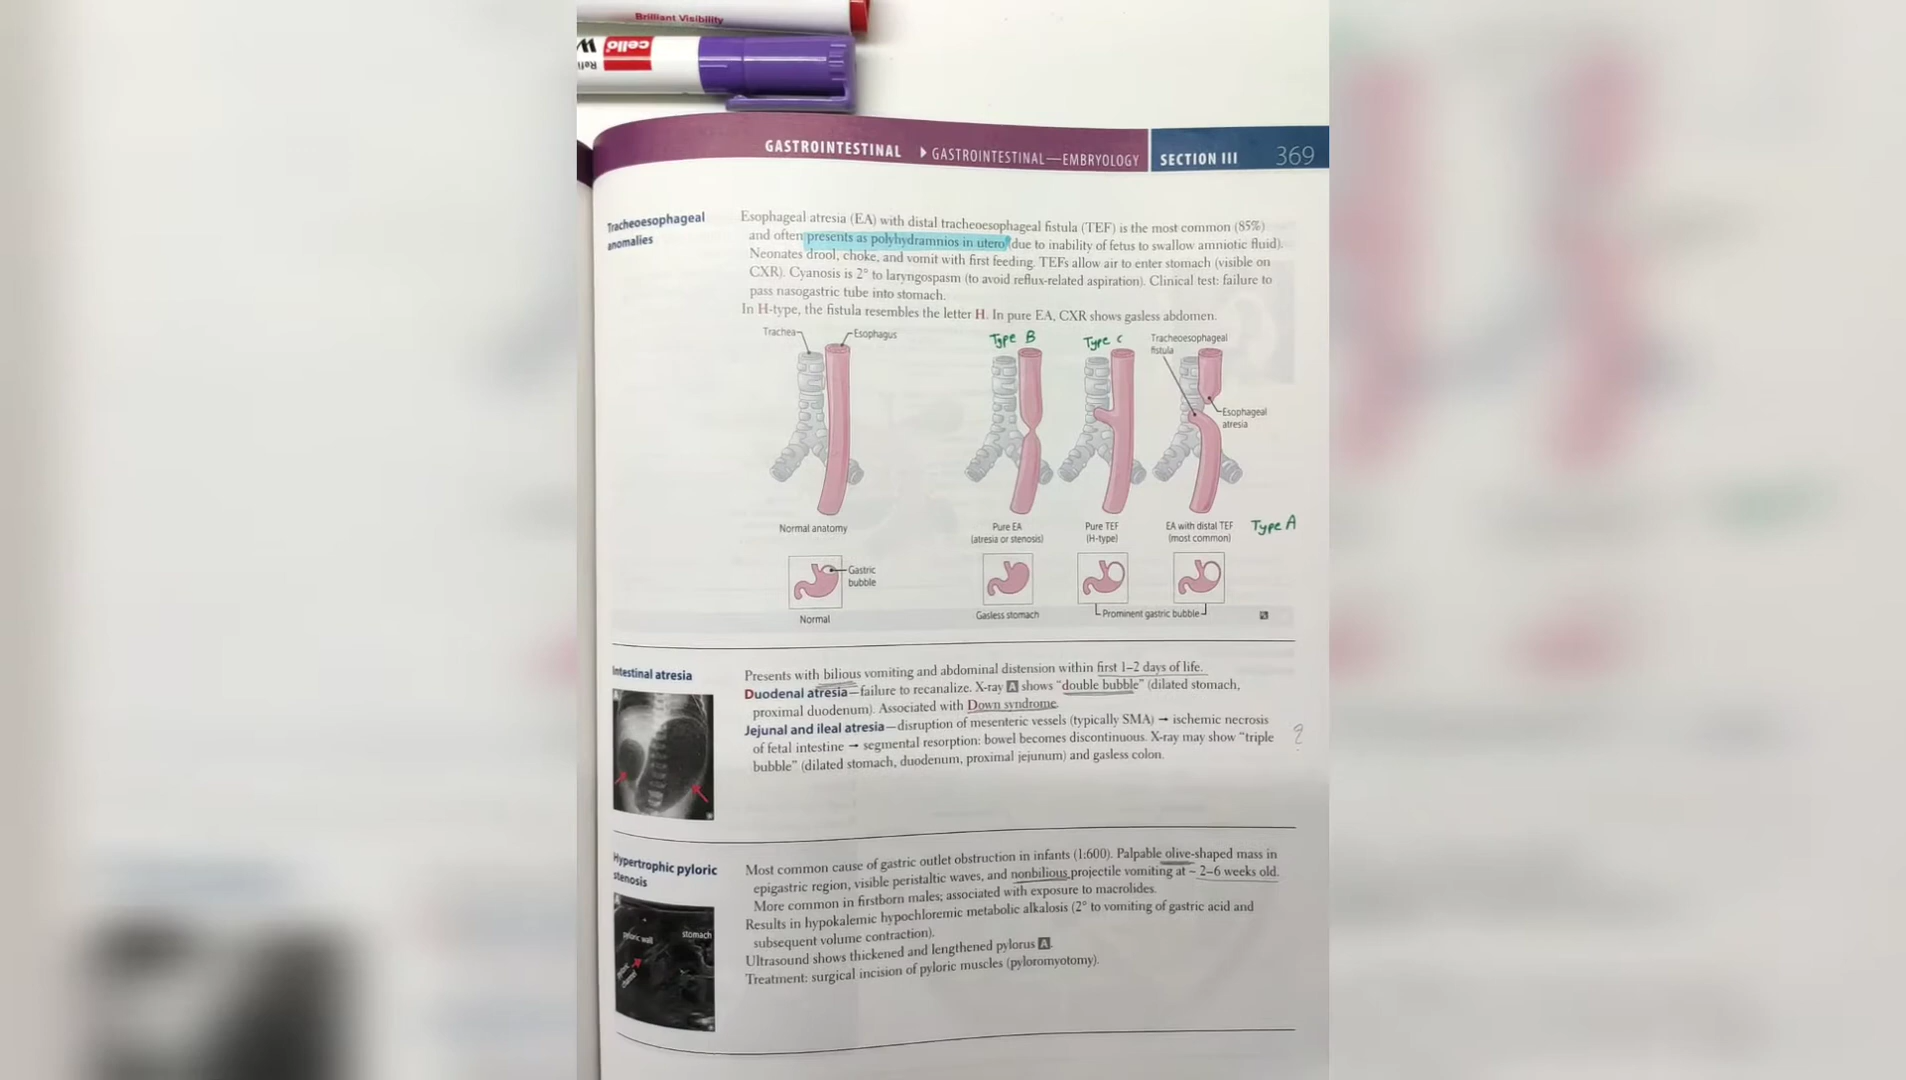 Brilliant Visibility
cello
GASTROINTESTINAL ▶ GASTROINTESTINAL—EMBRYOLOGY SECTION III 369
Tracheoesophageal
anomalies
Esophageal atresia (EA) with distal tracheoesophageal fistula (TEF) is the most common (85%)
and often presents as polyhydramnios in utero (due to inability of fetus to swallow amniotic fluid).
Neonates drool, choke, and vomit with first feeding. TEFs allow air to enter stomach (visible on
CXR). Cyanosis is 2° to laryngospasm (to avoid reflux-related aspiration). Clinical test: failure to
pass nasogastric tube into stomach.
In H-type, the fistula resembles the letter H. In pure EA, CXR shows gasless abdomen.
Trachea
Esophagus
Type B
Type C
Tracheoesophageal
fistula
Esophageal
atresia
Normal anatomy
Pure EA
(atresia or stenosis)
Pure TEF
(H-type)
EA with distal TEF
(most common)
Type A
Gastric
bubble
Normal
Gasless stomach
Prominent gastric bubble
Intestinal atresia
Presents with bilious vomiting and abdominal distension within first 1–2 days of life.
Duodenal atresia—failure to recanalize. X-ray A shows “double bubble” (dilated stomach,
proximal duodenum). Associated with Down syndrome.
Jejunal and ileal atresia—disruption of mesenteric vessels (typically SMA) → ischemic necrosis
of fetal intestine → segmental resorption: bowel becomes discontinuous. X-ray may show “triple
bubble” (dilated stomach, duodenum, proximal jejunum) and gasless colon.
?
Hypertrophic pyloric
stenosis
Most common cause of gastric outlet obstruction in infants (1:600). Palpable olive-shaped mass in
epigastric region, visible peristaltic waves, and nonbilious projectile vomiting at ~ 2–6 weeks old.
More common in firstborn males; associated with exposure to macrolides.
Results in hypokalemic hypochloremic metabolic alkalosis (2° to vomiting of gastric acid and
subsequent volume contraction).
Ultrasound shows thickened and lengthened pylorus A.
Treatment: surgical incision of pyloric muscles (pyloromyotomy).
pyloric wall
stomach
pyloric
channel